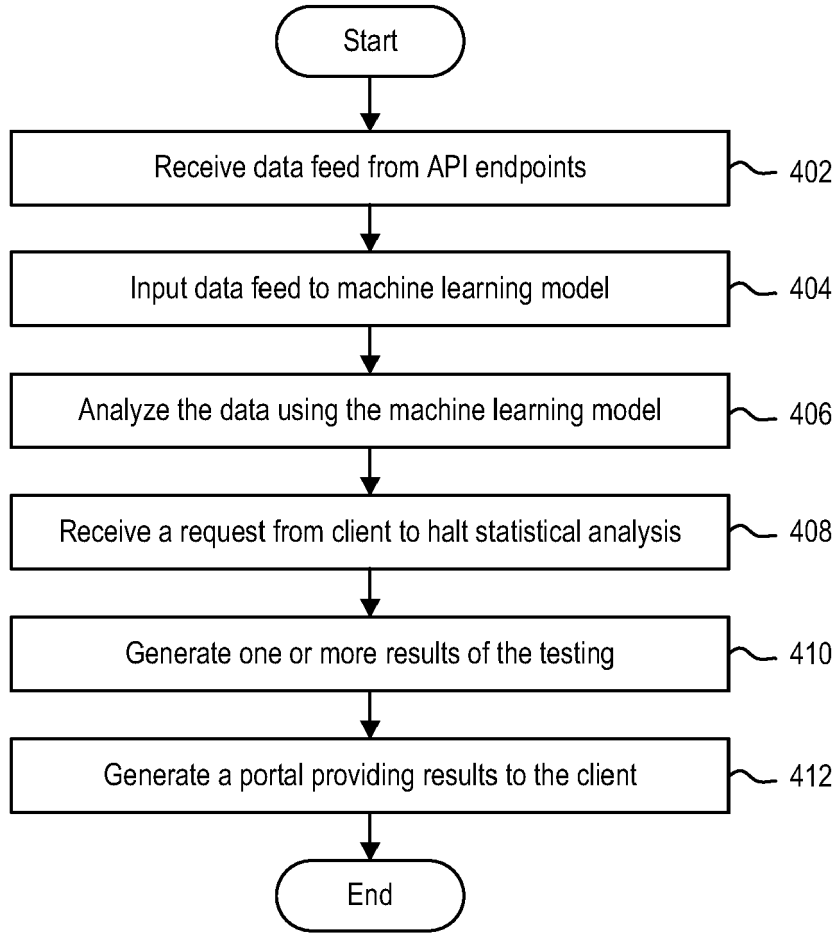 Start
Receive data feed from API endpoints
402
Input data feed to machine learning model
404
Analyze the data using the machine learning model
406
Receive a request from client to halt statistical analysis
408
Generate one or more results of the testing
410
Generate a portal providing results to the client
412
End